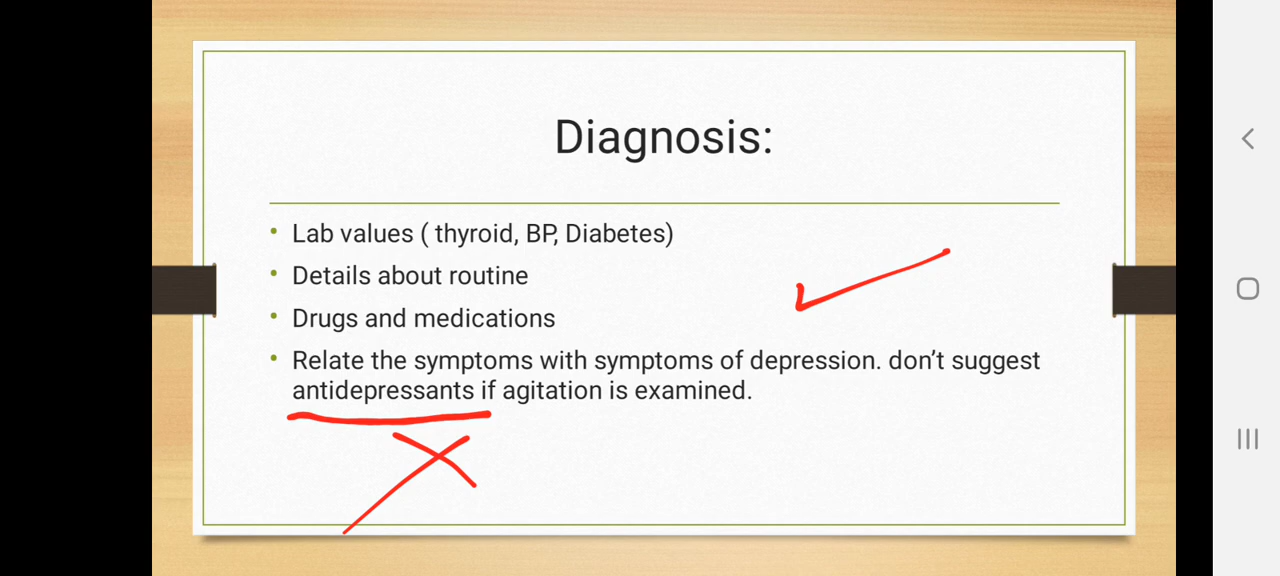 Diagnosis:
Lab values ( thyroid, BP, Diabetes)
Details about routine
Drugs and medications
Relate the symptoms with symptoms of depression. don’t suggest
antidepressants if agitation is examined.